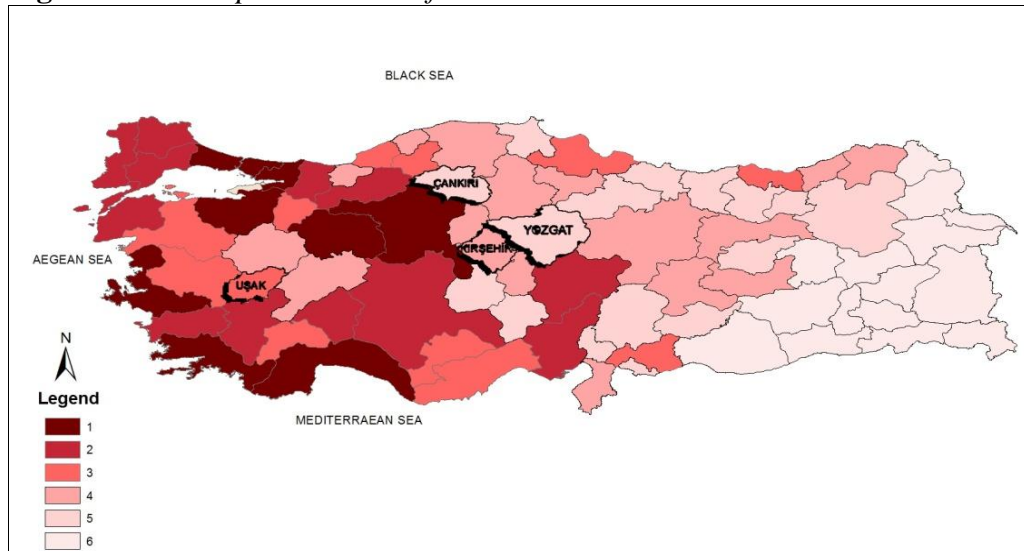 BLACK SEA
ÇANKIRI
YOZGAT
KIRŞEHİR
AEGEAN SEA
UŞAK
N
Legend
MEDITERRAEAN SEA
1
2
3
4
5
6